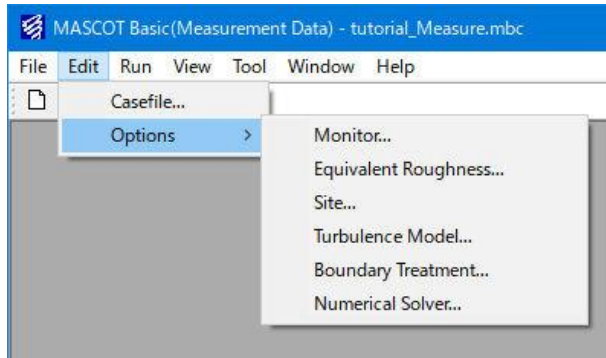 MASCOT Basic(Measurement Data) - tutorial_Measure.mbc
File Edit Run View Tool Window Help
Casefile...
Options >
Monitor...
Equivalent Roughness...
Site...
Turbulence Model...
Boundary Treatment...
Numerical Solver...